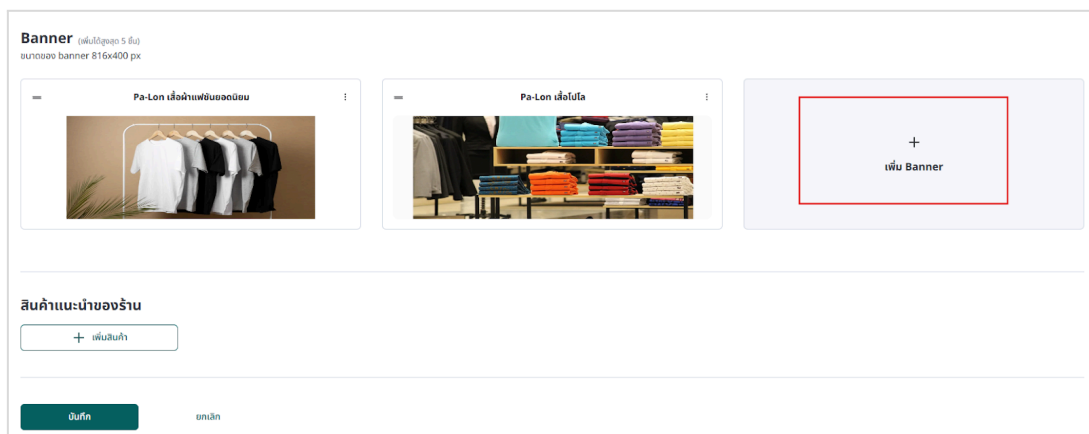 Banner (เพิ่มได้สูงสุด 5 ชิ้น)
ขนาดของ banner 816x400 px
Pa-Lon เสื้อผ้าแฟชันยอดนิยม
Pa-Lon เสื้อโปโล
+
เพิ่ม Banner
สินค้าแนะนำของร้าน
+ เพิ่มสินค้า
บันทึก ยกเลิก